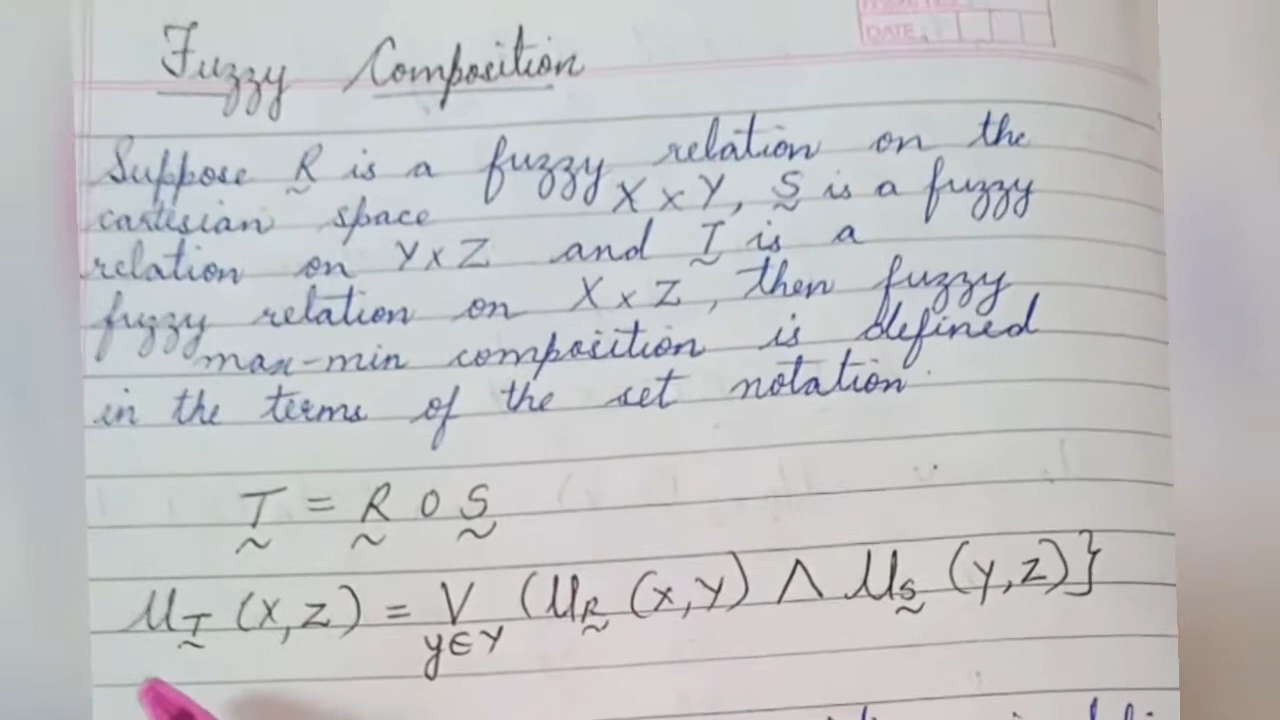 DATE
Fuzzy Composition
Suppose R̰ is a fuzzy relation on the
cartesian space X x Y, S̰ is a fuzzy
relation on Y x Z and T̰ is a
fuzzy relation on X x Z, then fuzzy
max-min composition is defined
in the terms of the set notation.
T̰ = R̰ o S̰
μT̰ (x,z) = V (μR̰ (x,y) Λ μS̰ (y,z)}
y∈Y